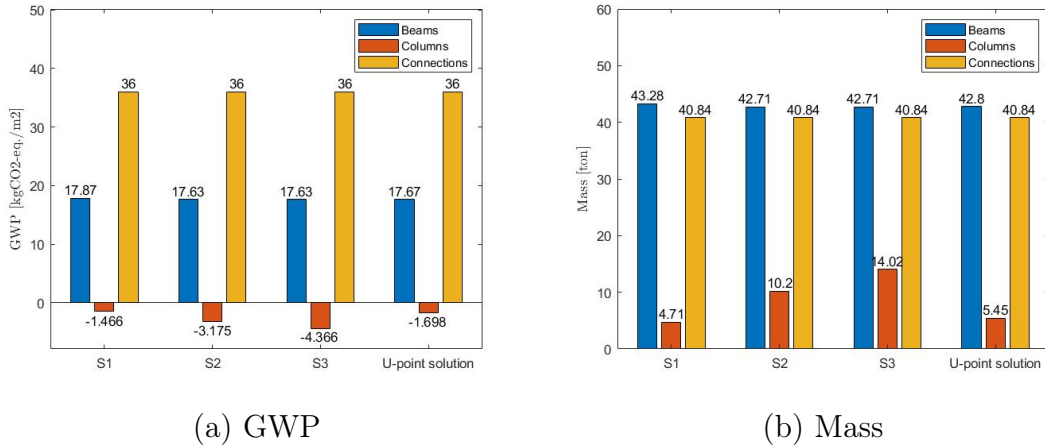 50
40
30
20
10
0
GWP [kgCO2-eq./m2]
Beams
Columns
Connections
17.87
-1.466
36
17.63
-3.175
36
17.63
-4.366
36
17.67
-1.698
36
S1
S2
S3
U-point solution
(a) GWP
60
50
40
30
20
10
0
Mass [ton]
Beams
Columns
Connections
43.28
4.71
40.84
42.71
10.2
40.84
42.71
14.02
40.84
42.8
5.45
40.84
S1
S2
S3
U-point solution
(b) Mass